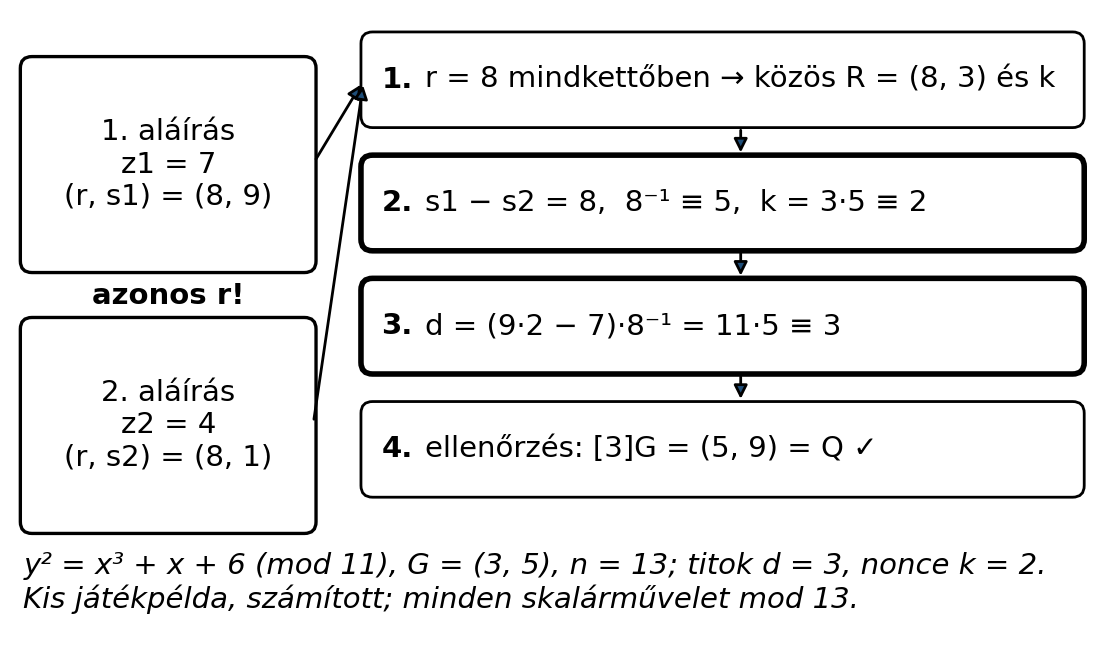 1. aláírás
z1 = 7
(r, s1) = (8, 9)
azonos r!
2. aláírás
z2 = 4
(r, s2) = (8, 1)
1. r = 8 mindkettőben → közös R = (8, 3) és k
2. s1 − s2 = 8, 8⁻¹ ≡ 5, k = 3·5 ≡ 2
3. d = (9·2 − 7)·8⁻¹ = 11·5 ≡ 3
4. ellenőrzés: [3]G = (5, 9) = Q ✓
y² = x³ + x + 6 (mod 11), G = (3, 5), n = 13; titok d = 3, nonce k = 2.
Kis játékpélda, számított; minden skalárművelet mod 13.